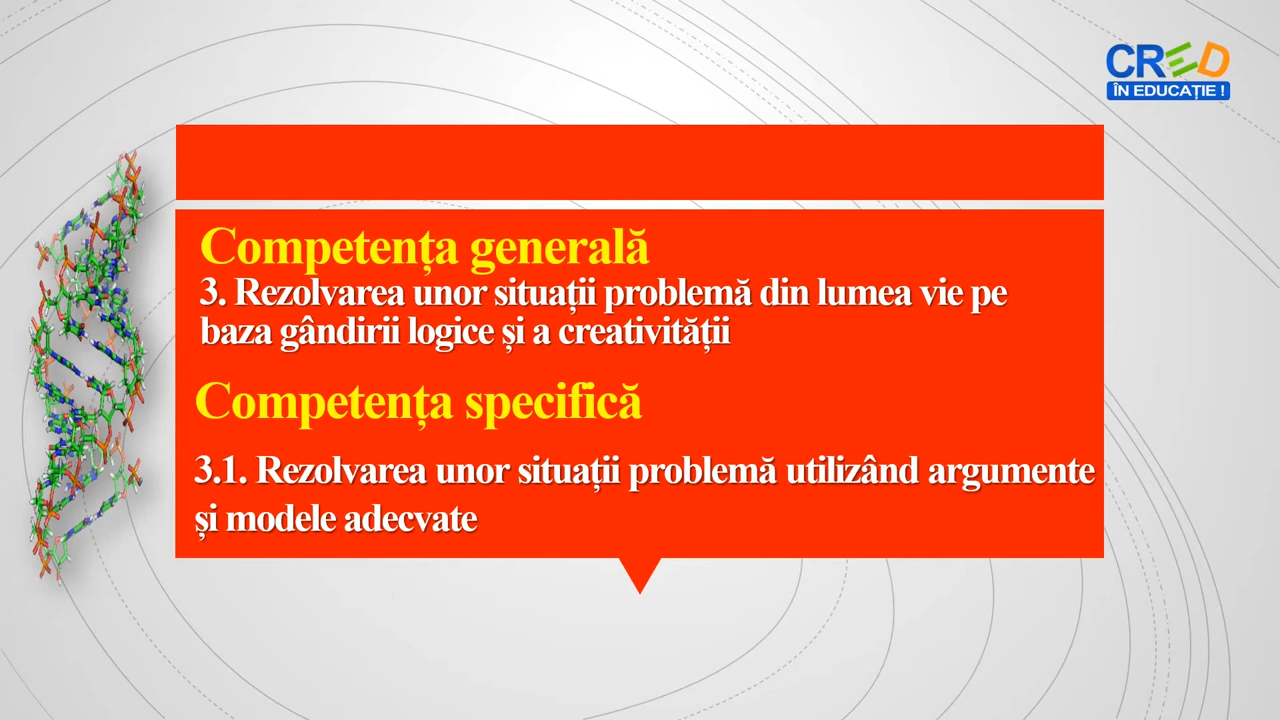 CRED
ÎN EDUCAȚIE !
Competența generală
3. Rezolvarea unor situații problemă din lumea vie pe
baza gândirii logice și a creativității
Competența specifică
3.1. Rezolvarea unor situații problemă utilizând argumente
și modele adecvate